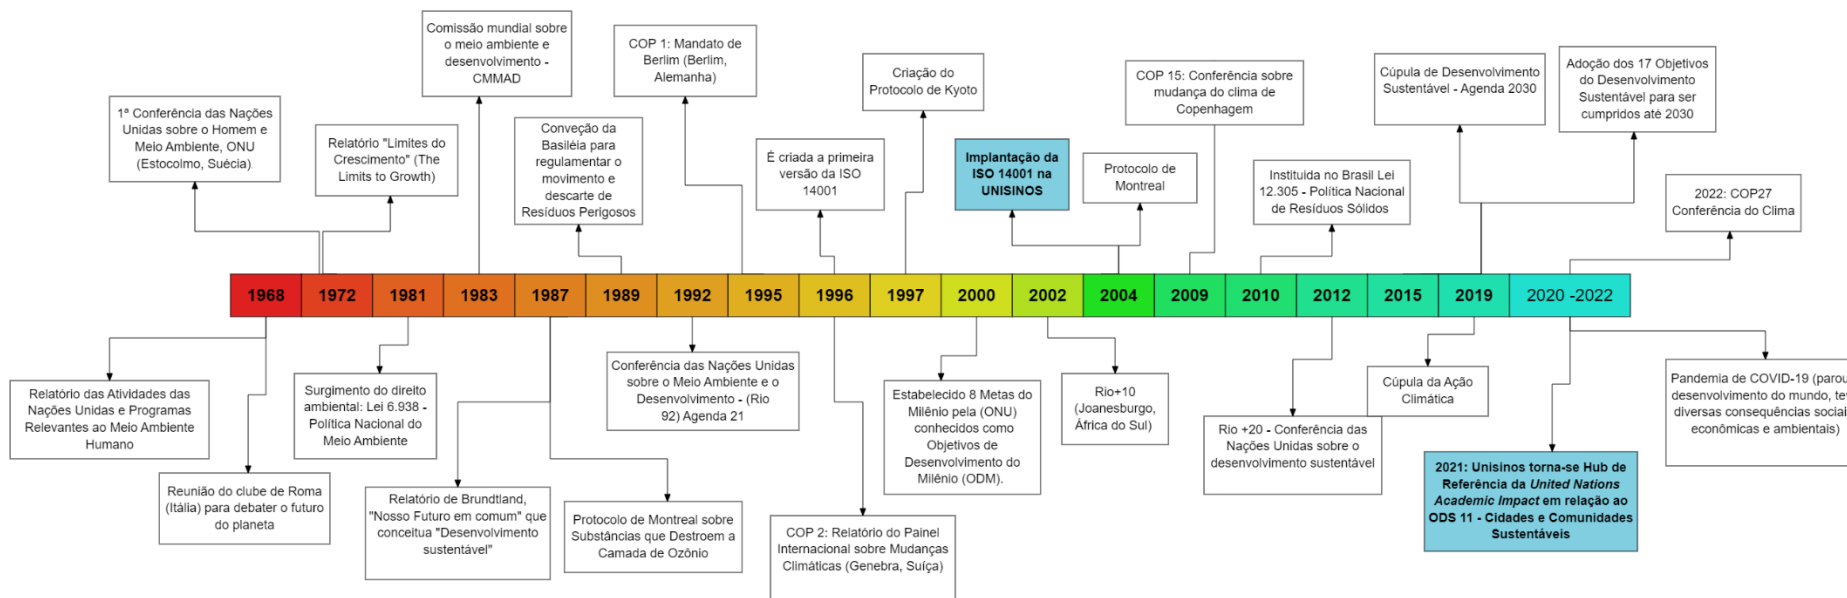 Comissão mundial sobre
o meio ambiente e
desenvolvimento -
CMMAD
COP 1: Mandato de
Berlim (Berlim,
Alemanha)
Criação do
Protocolo de Kyoto
COP 15: Conferência sobre
mudança do clima de
Copenhagem
Cúpula de Desenvolvimento
Sustentável - Agenda 2030
Adoção dos 17 Objetivos
do Desenvolvimento
Sustentável para ser
cumpridos até 2030
1ª Conferência das Nações
Unidas sobre o Homem e
Meio Ambiente, ONU
(Estocolmo, Suécia).
Relatório "Limites do
Crescimento" (The
Limits to Growth)
Conveção da
Basiléia para
regulamentar o
movimento e
descarte de
Resíduos Perigosos
É criada a primeira
versão da ISO
14001
Implantação da
ISO 14001 na
UNISINOS
Protocolo de
Montreal
Instituida no Brasil Lei
12.305 - Política Nacional
de Resíduos Sólidos
2022: COP27
Conferência do Clima
1968 1972 1981 1983 1987 1989 1992 1995 1996 1997 2000 2002 2004 2009 2010 2012 2015 2019 2020 -2022
Relatório das Atividades das
Nações Unidas e Programas
Relevantes ao Meio Ambiente
Humano
Reunião do clube de Roma
(Itália) para debater o futuro
do planeta
Surgimento do direito
ambiental: Lei 6.938 -
Política Nacional do
Meio Ambiente
Relatório de Brundtland,
"Nosso Futuro em comum" que
conceitua "Desenvolvimento
sustentável"
Protocolo de Montreal sobre
Substâncias que Destroem a
Camada de Ozônio
Conferência das Nações Unidas
sobre o Meio Ambiente e o
Desenvolvimento - (Rio
92) Agenda 21
COP 2: Relatório do Painel
Internacional sobre Mudanças
Climáticas (Genebra, Suíça)
Estabelecido 8 Metas do
Milênio pela (ONU)
conhecidos como
Objetivos de
Desenvolvimento do
Milênio (ODM).
Rio+10
(Joanesburgo,
África do Sul)
Rio +20 - Conferência das
Nações Unidas sobre o
desenvolvimento sustentável
Cúpula da Ação
Climática
2021: Unisinos torna-se Hub de
Referência da United Nations
Academic Impact em relação ao
ODS 11 - Cidades e Comunidades
Sustentáveis
Pandemia de COVID-19 (parou
desenvolvimento do mundo, te
diversas consequências sociai
econômicas e ambientais)